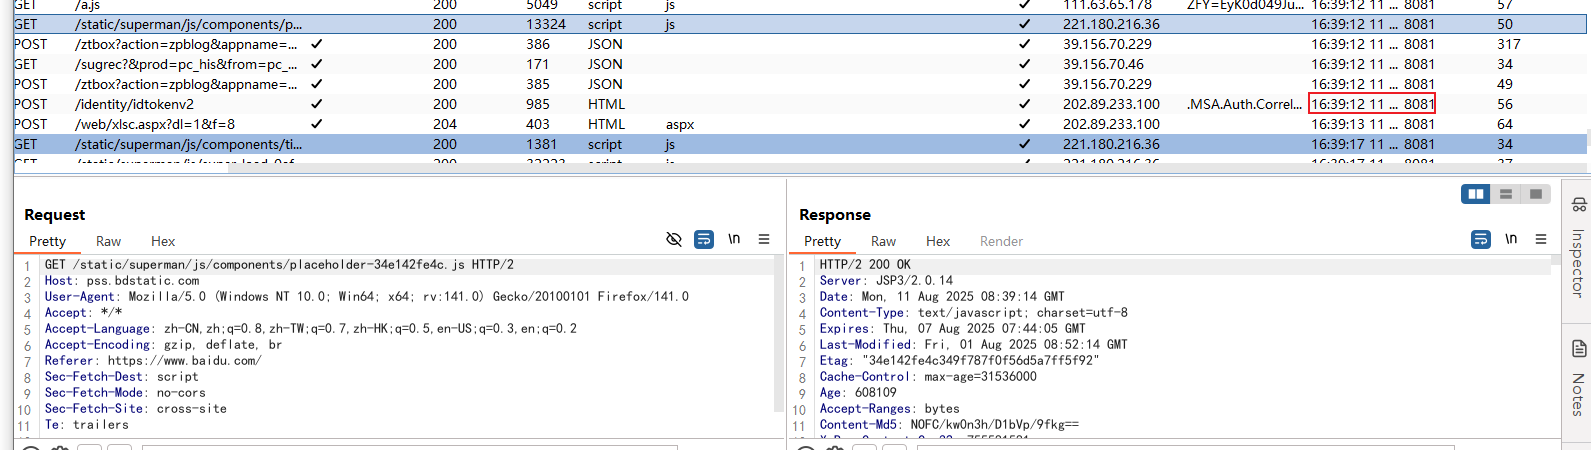 GET /a.js 200 5049 script js ✓ 111.63.65.178 ZFY=EyK0d049Ju... 16:39:12 11 ... 8081 57
GET /static/superman/js/components/p... 200 13324 script js ✓ 221.180.216.36 16:39:12 11 ... 8081 50
POST /ztbox?action=zpblog&appname=... ✓ 200 386 JSON ✓ 39.156.70.229 16:39:12 11 ... 8081 317
GET /sugrec?&prod=pc_his&from=pc_... 200 171 JSON ✓ 39.156.70.46 16:39:12 11 ... 8081 34
POST /ztbox?action=zpblog&appname=... ✓ 200 385 JSON ✓ 39.156.70.229 16:39:12 11 ... 8081 49
POST /identity/idtokenv2 ✓ 200 985 HTML ✓ 202.89.233.100 .MSA.Auth.Correl... 16:39:12 11 ... 8081 56
POST /web/xlsc.aspx?dl=1&f=8 ✓ 204 403 HTML aspx ✓ 202.89.233.100 16:39:13 11 ... 8081 64
GET /static/superman/js/components/ti... 200 1381 script js ✓ 221.180.216.36 16:39:17 11 ... 8081 34
Request
Pretty Raw Hex \n
1 GET /static/superman/js/components/placeholder-34e142fe4c.js HTTP/2
2 Host: pss.bdstatic.com
3 User-Agent: Mozilla/5.0 (Windows NT 10.0; Win64; x64; rv:141.0) Gecko/20100101 Firefox/141.0
4 Accept: */*
5 Accept-Language: zh-CN,zh;q=0.8,zh-TW;q=0.7,zh-HK;q=0.5,en-US;q=0.3,en;q=0.2
6 Accept-Encoding: gzip, deflate, br
7 Referer: https://www.baidu.com/
8 Sec-Fetch-Dest: script
9 Sec-Fetch-Mode: no-cors
10 Sec-Fetch-Site: cross-site
11 Te: trailers
Response
Pretty Raw Hex Render \n
1 HTTP/2 200 OK
2 Server: JSP3/2.0.14
3 Date: Mon, 11 Aug 2025 08:39:14 GMT
4 Content-Type: text/javascript; charset=utf-8
5 Expires: Thu, 07 Aug 2025 07:44:05 GMT
6 Last-Modified: Fri, 01 Aug 2025 08:52:14 GMT
7 Etag: "34e142fe4c349f787f0f56d5a7ff5f92"
8 Cache-Control: max-age=31536000
9 Age: 608109
10 Accept-Ranges: bytes
11 Content-Md5: NOFC/kw0n3h/D1bVp/9fkg==
Inspector
Notes